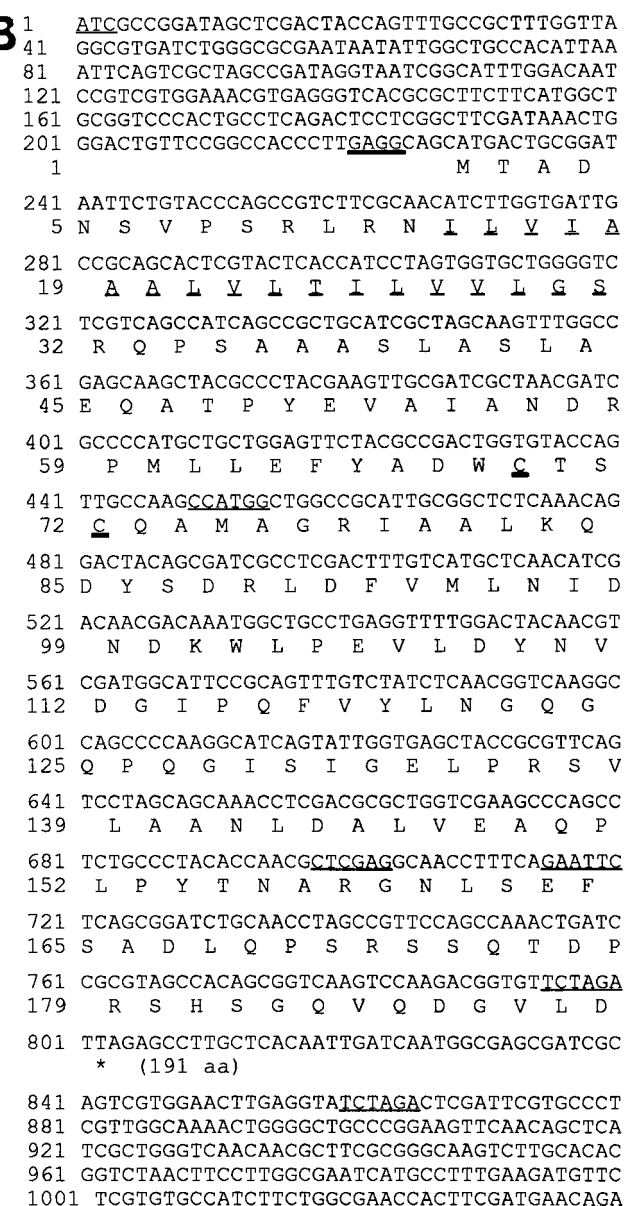 B
1 ATCGCCGGATAGCTCGACTACCAGTTTGCCGCTTTGGTTA
41 GGCGTGATCTGGGCGCGAATAATATTGGCTGCCACATTAA
81 ATTCAGTCGCTAGCCGATAGGTAATCGGCATTTGGACAAT
121 CCGTCGTGGAAACGTGAGGGTCACGCGCTTCTTCATGGCT
161 GCGGTCCCACTGCCTCAGACTCCTCGGCTTCGATAAACTG
201 GGACTGTTCCGGCCACCCTTGAGGCAGCATGACTGCGGAT
1 M T A D
241 AATTCTGTACCCAGCCGTCTTCGCAACATCTTGGTGATTG
5 N S V P S R L R N I L V I A
281 CCGCAGCACTCGTACTCACCATCCTAGTGGTGCTGGGGTC
19 A A L V L T I L V V L G S
321 TCGTCAGCCATCAGCCGCTGCATCGCTAGCAAGTTTGGCC
32 R Q P S A A A S L A S L A
361 GAGCAAGCTACGCCCTACGAAGTTGCGATCGCTAACGATC
45 E Q A T P Y E V A I A N D R
401 GCCCCATGCTGCTGGAGTTCTACGCCGACTGGTGTACCAG
59 P M L L E F Y A D W C T S
441 TTGCCAAGCCATGGCTGGCCGCATTGCGGCTCTCAAACAG
72 C Q A M A G R I A A L K Q
481 GACTACAGCGATCGCCTCGACTTTGTCATGCTCAACATCG
85 D Y S D R L D F V M L N I D
521 ACAACGACAAATGGCTGCCTGAGGTTTTGGACTACAACGT
99 N D K W L P E V L D Y N V
561 CGATGGCATTCCGCAGTTTGTCTATCTCAACGGTCAAGGC
112 D G I P Q F V Y L N G Q G
601 CAGCCCCAAGGCATCAGTATTGGTGAGCTACCGCGTTCAG
125 Q P Q G I S I G E L P R S V
641 TCCTAGCAGCAAACCTCGACGCGCTGGTCGAAGCCCAGCC
139 L A A N L D A L V E A Q P
681 TCTGCCCTACACCAACGCTCGAGGCAACCTTTCAGAATTC
152 L P Y T N A R G N L S E F
721 TCAGCGGATCTGCAACCTAGCCGTTCCAGCCAAACTGATC
165 S A D L Q P S R S S Q T D P
761 CGCGTAGCCACAGCGGTCAAGTCCAAGACGGTGTTCTAGA
179 R S H S G Q V Q D G V L D
801 TTAGAGCCTTGCTCACAATTGATCAATGGCGAGCGATCGC
* (191 aa)
841 AGTCGTGGAACTTGAGGTATCTAGACTCGATTCGTGCCCT
881 CGTTGGCAAAACTGGGGCTGCCCGGAAGTTCAACAGCTCA
921 TCGCTGGGTCAACAACGCTTCGCGGGCAAGTCTTGCACAC
961 GGTCTAACTTCCTTGGCGAATCATGCCTTTGAAGATGTTC
1001 TCGTGTGCCATCTTCTGGCGAACCACTTCGATGAACAGA